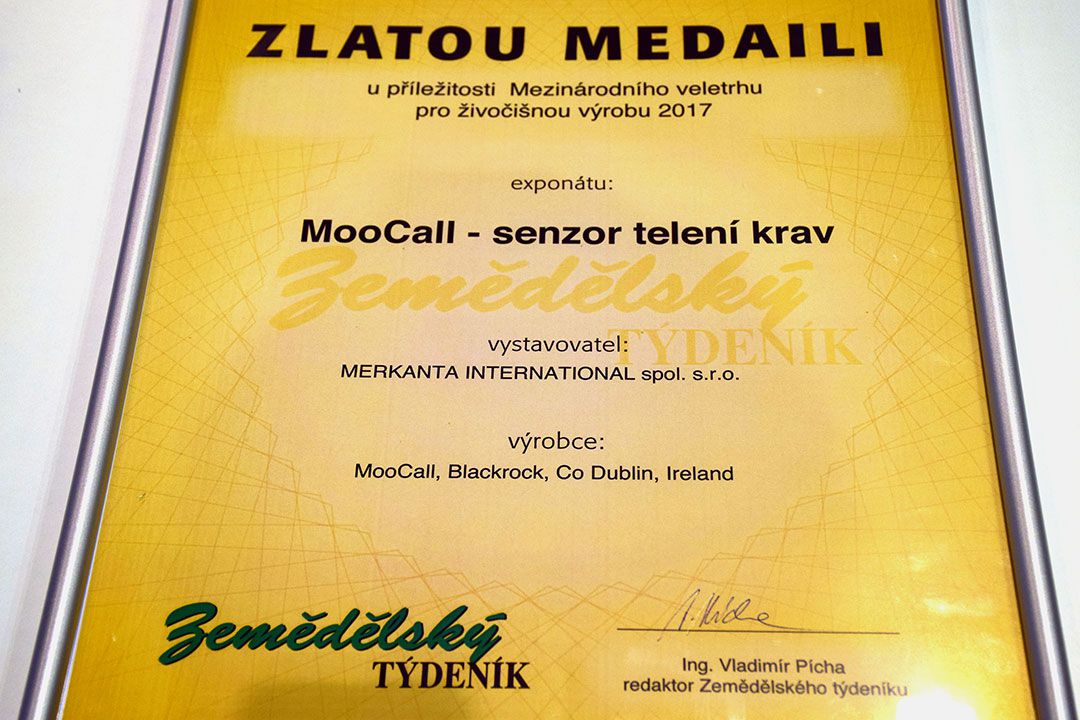 ZLATOU MEDAILI
u příležitosti Mezinárodního veletrhu
pro živočišnou výrobu 2017
exponátu:
MooCall - senzor telení krav
Zemědělský
TÝDENÍK
vystavovatel:
MERKANTA INTERNATIONAL spol. s.r.o.
výrobce:
MooCall, Blackrock, Co Dublin, Ireland
Zemědělský
TÝDENÍK
Ing. Vladimír Pícha
redaktor Zemědělského týdeníku